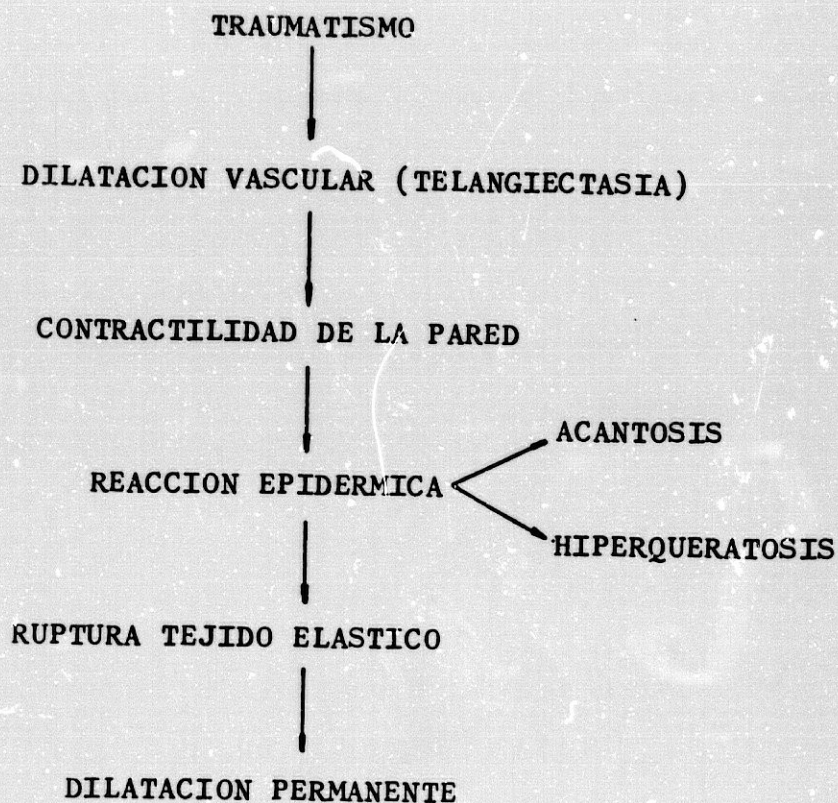 TRAUMATISMO
DILATACION VASCULAR (TELANGIECTASIA)
CONTRACTILIDAD DE LA PARED
ACANTOSIS
REACCION EPIDERMICA
HIPERQUERATOSIS
RUPTURA TEJIDO ELASTICO
DILATACION PERMANENTE